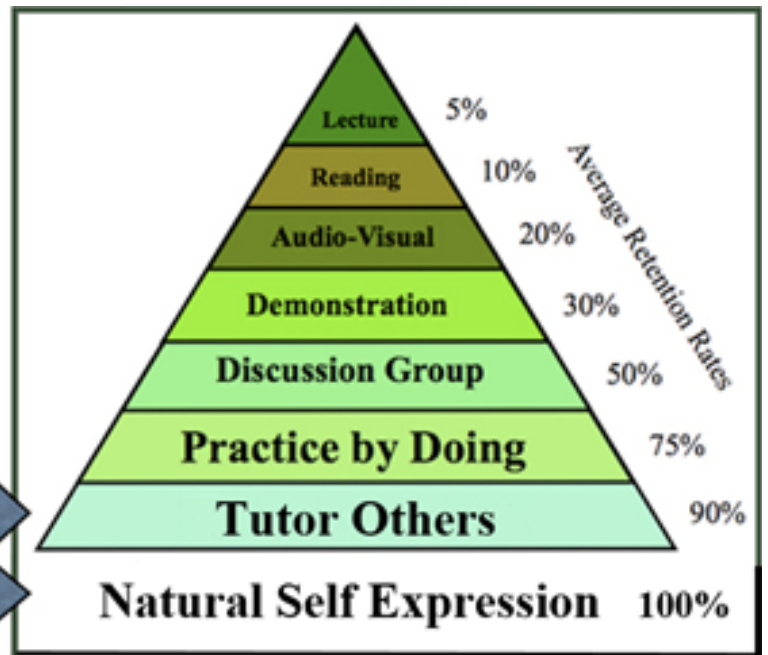 Lecture 5%
Reading 10%
Audio-Visual 20%
Demonstration 30%
Discussion Group 50%
Practice by Doing 75%
Tutor Others 90%
Natural Self Expression 100%
Average Retention Rates